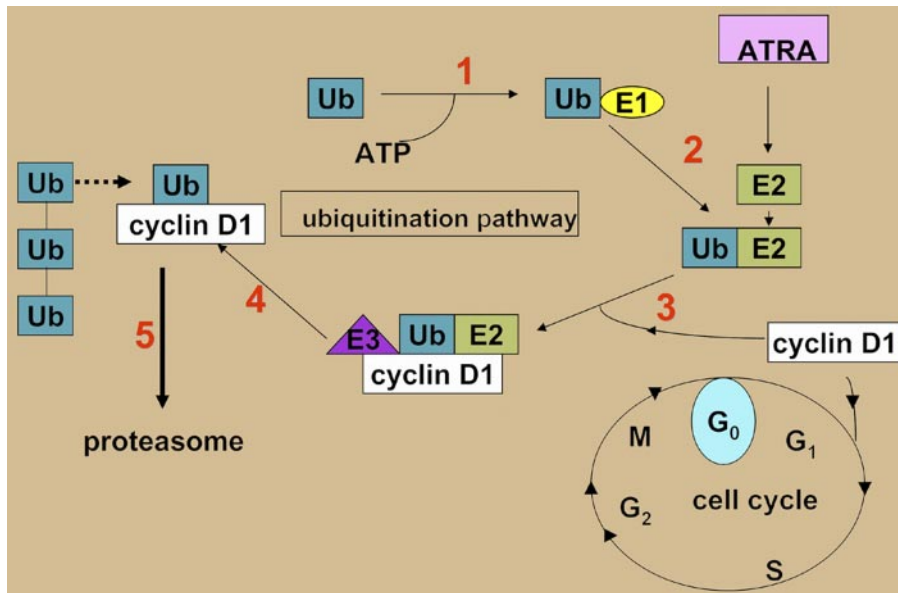 1
ATRA
Ub
Ub
E1
ATP
2
Ub
Ub
E2
cyclin D1
ubiquitination pathway
Ub
Ub
E2
4
3
5
E3
Ub
E2
cyclin D1
Ub
cyclin D1
proteasome
M
G₀
G₁
G₂
cell cycle
S